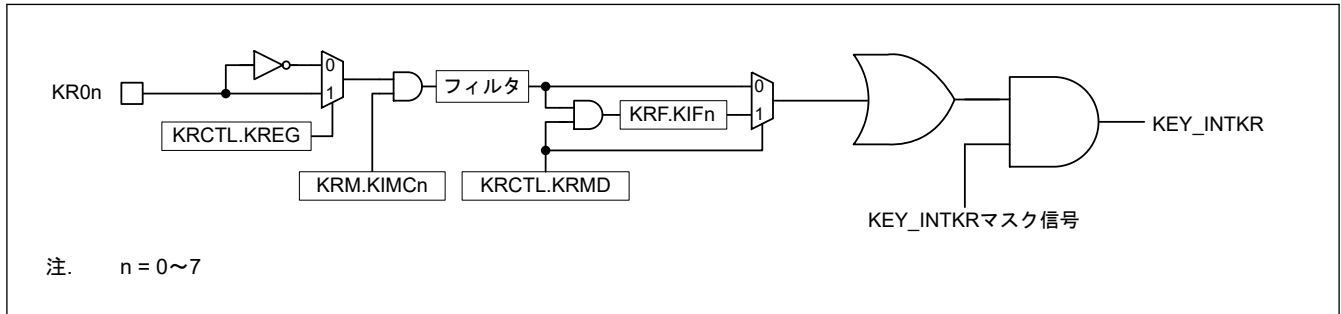 KR0n
0
1
KRCTL.KREG
フィルタ
KRM.KIMCn
KRF.KIFn
KRCTL.KRMD
0
1
KEY_INTKR
KEY_INTKRマスク信号
注. n = 0～7